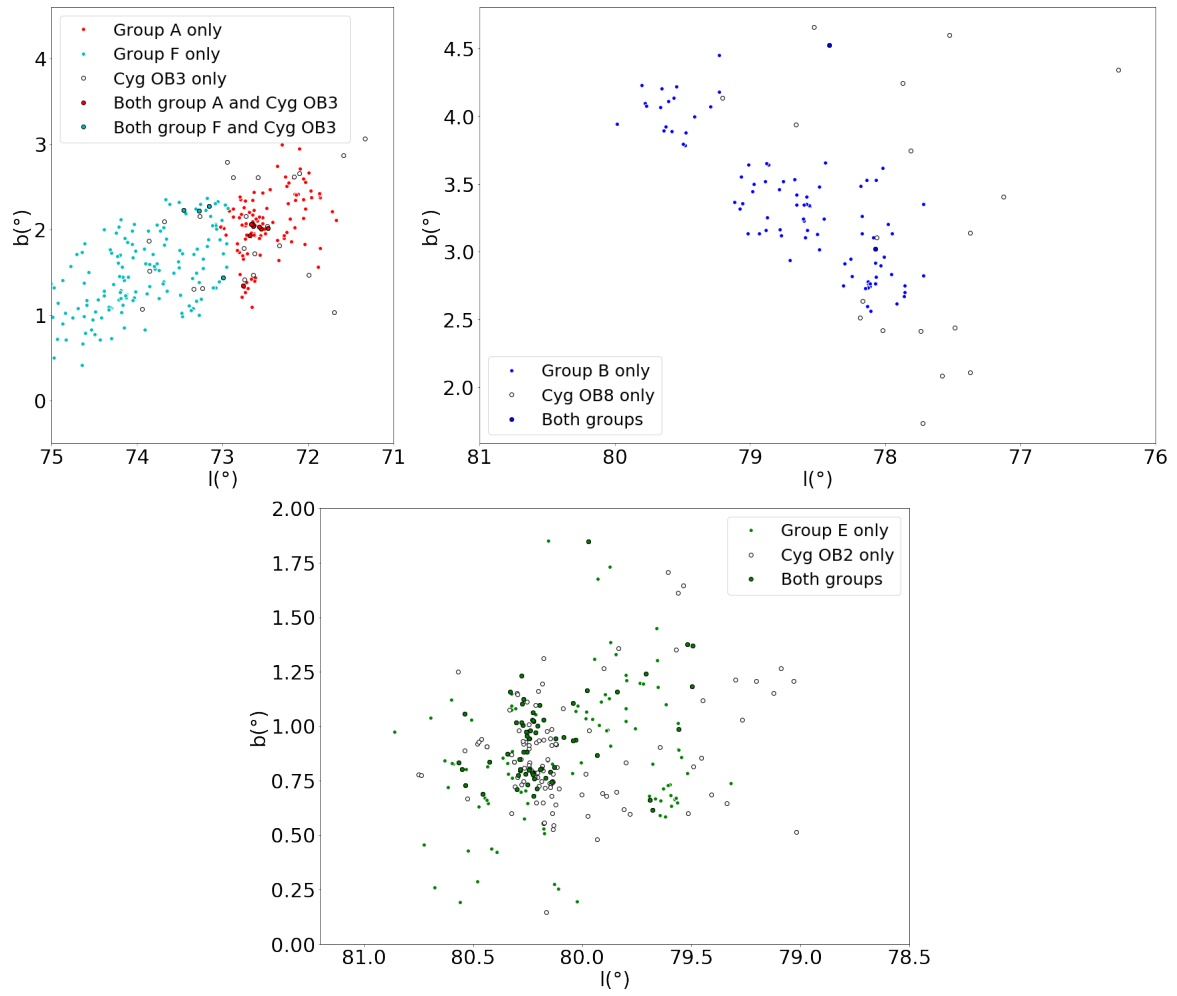 Group A only
Group F only
Cyg OB3 only
Both group A and Cyg OB3
Both group F and Cyg OB3
4
3
2
1
0
b(°)
75 74 73 72 71
l(°)
4.5
4.0
3.5
3.0
2.5
2.0
b(°)
Group B only
Cyg OB8 only
Both groups
81 80 79 78 77 76
l(°)
2.00
1.75
1.50
1.25
1.00
0.75
0.50
0.25
0.00
b(°)
Group E only
Cyg OB2 only
Both groups
81.0 80.5 80.0 79.5 79.0 78.5
l(°)